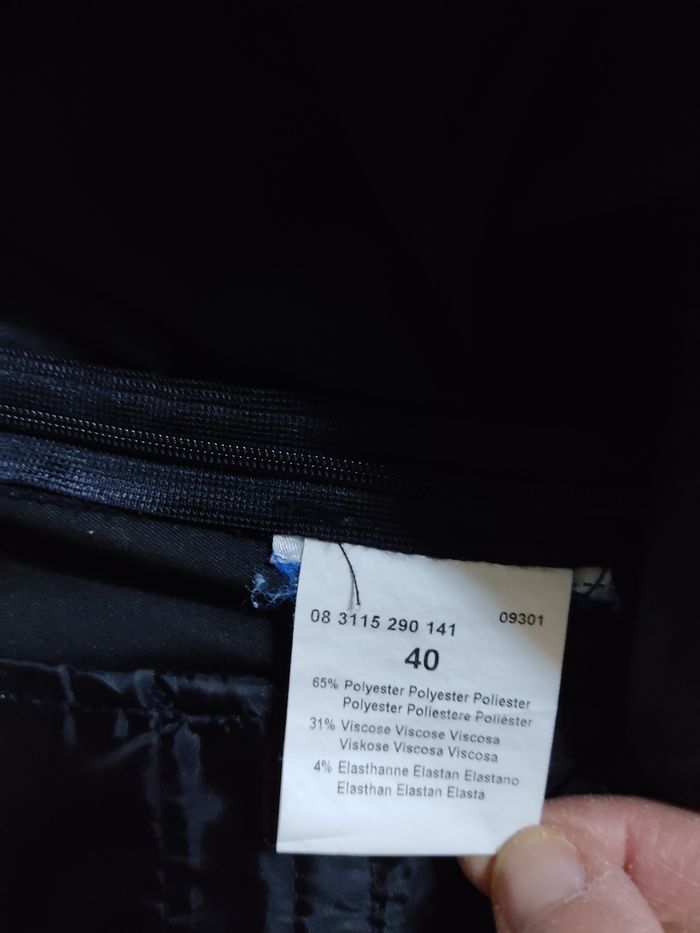 08 3115 290 141 09301
40
65% Polyester Polyester Poliester
Polyester Poliestere Poliéster
31% Viscose Viscose Viscosa
Viskose Viscosa Viscosa
4% Elasthanne Elastan Elastano
Elasthan Elastan Elasta